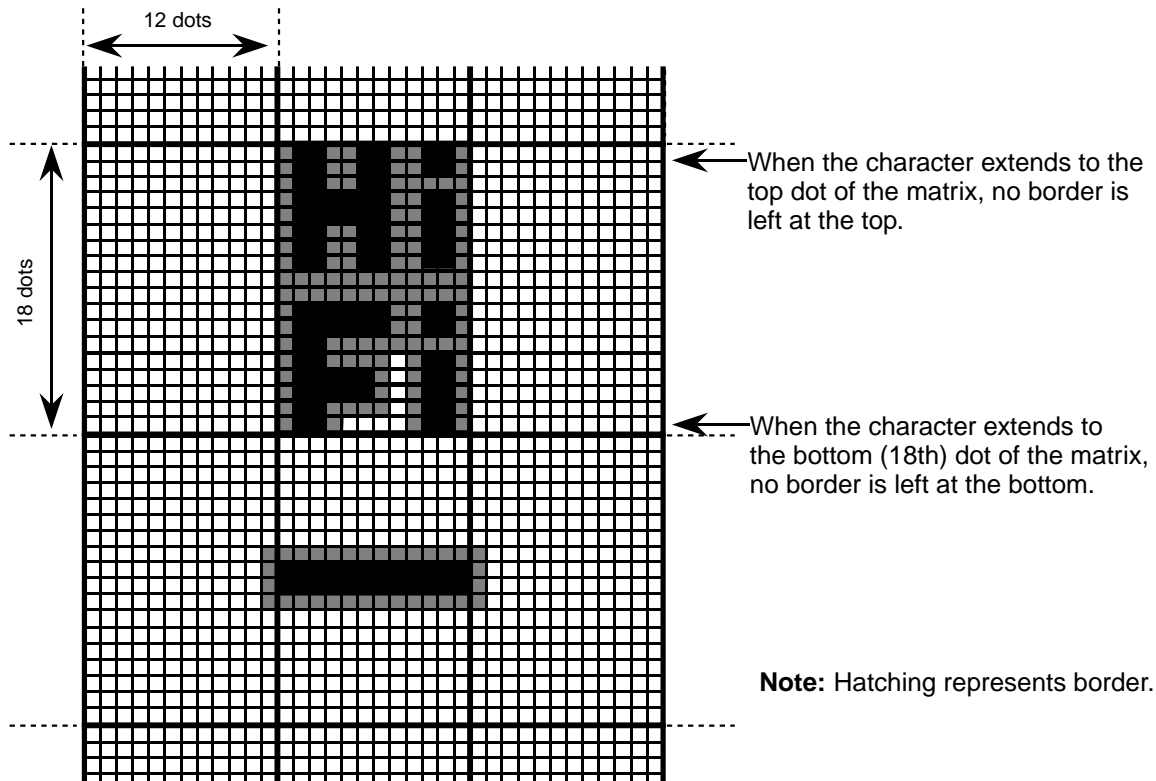 12 dots
18 dots
When the character extends to the
top dot of the matrix, no border is
left at the top.
Hi
Fi
When the character extends to
the bottom (18th) dot of the matrix,
no border is left at the bottom.
Note: Hatching represents border.